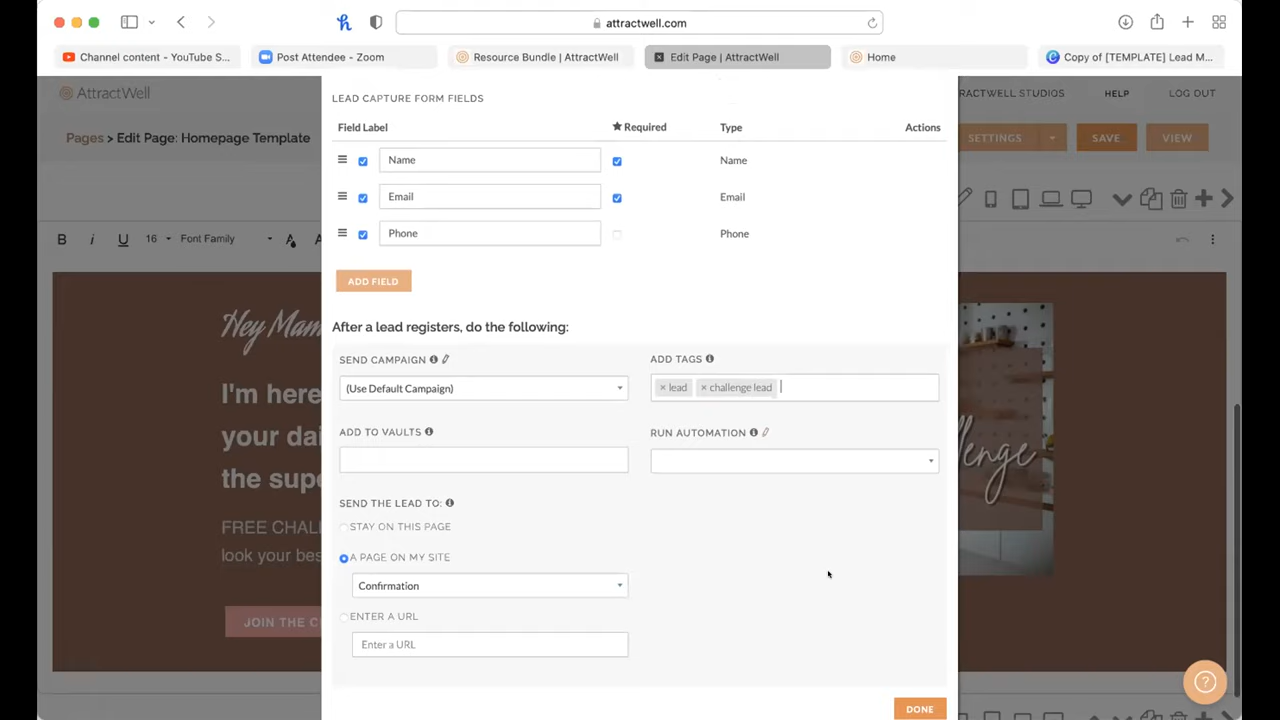 attractwell.com
Channel content - YouTube S...
Post Attendee - Zoom
Resource Bundle | AttractWell
Edit Page | AttractWell
Home
Copy of [TEMPLATE] Lead M...
AttractWell
LEAD CAPTURE FORM FIELDS
TTRACTWELL STUDIOS
HELP
LOG OUT
Pages > Edit Page: Homepage Template
SETTINGS
SAVE
VIEW
Field Label
★ Required
Type
Actions
Name
Name
Email
Email
Phone
Phone
B i U 16 Font Family A
ADD FIELD
After a lead registers, do the following:
SEND CAMPAIGN
ADD TAGS
(Use Default Campaign)
× lead × challenge lead
ADD TO VAULTS
RUN AUTOMATION
SEND THE LEAD TO:
STAY ON THIS PAGE
A PAGE ON MY SITE
Confirmation
ENTER A URL
Enter a URL
DONE
Hey Mam
I'm here
your dai
the supe
FREE CHAL
look your bes
JOIN THE C
?